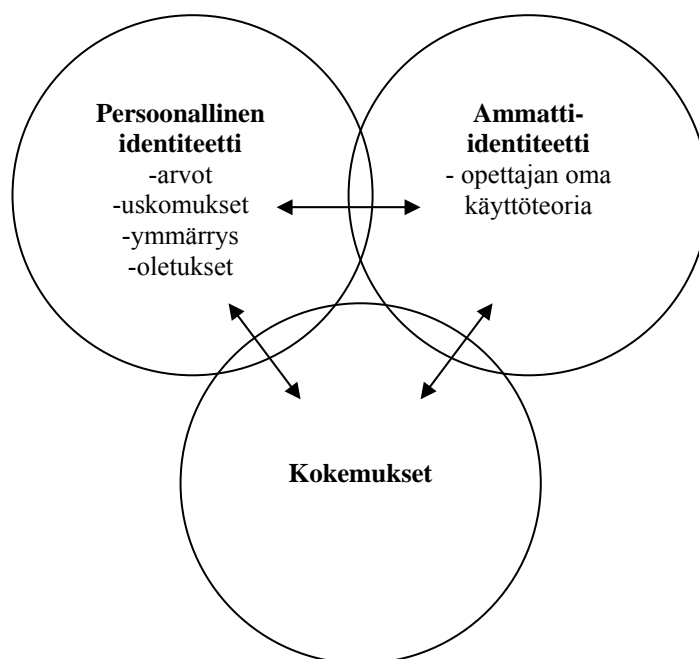 Persoonallinen
identiteetti
-arvot
-uskomukset
-ymmärrys
-oletukset
Ammatti-
identiteetti
- opettajan oma
käyttöteoria
Kokemukset